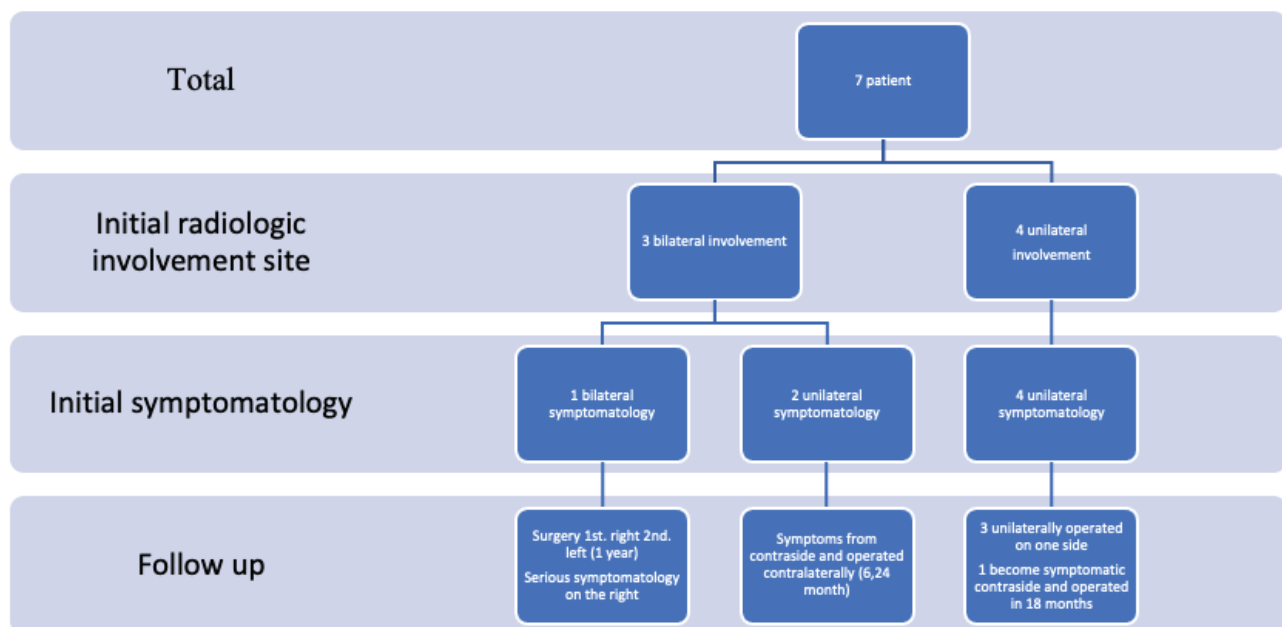 Total
7 patient
Initial radiologic
involvement site
3 bilateral involvement
4 unilateral
involvement
Initial symptomatology
1 bilateral
symptomatology
2 unilateral
symptomatology
4 unilateral
symptomatology
Follow up
Surgery 1st. right 2nd.
left (1 year)
Serious symptomatology
on the right
Symptoms from
contraside and operated
contralaterally (6,24
month)
3 unilaterally operated
on one side
1 become symptomatic
contraside and operated
in 18 months